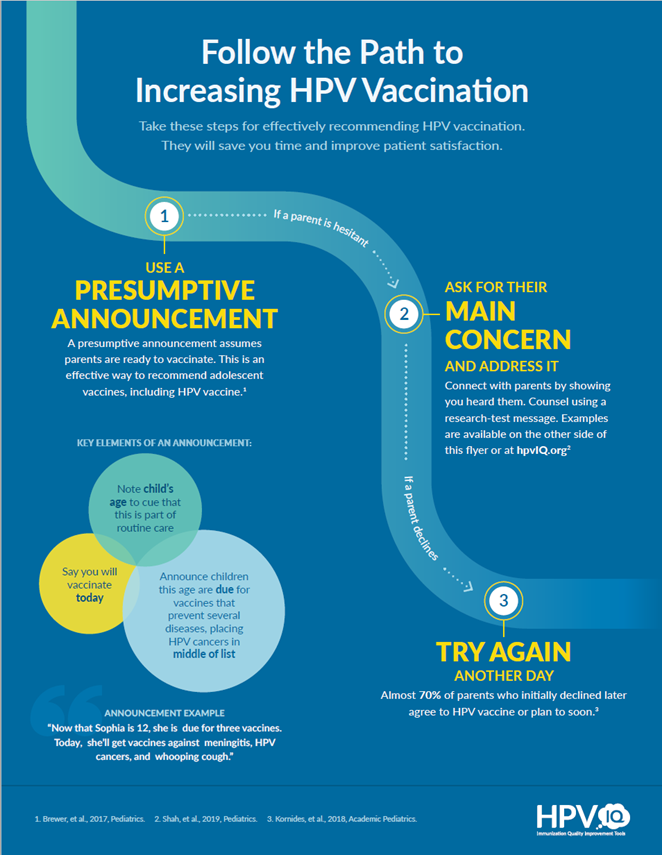 Follow the Path to
Increasing HPV Vaccination
Take these steps for effectively recommending HPV vaccination.
They will save you time and improve patient satisfaction.
1
If a parent is hesitant
USE A
PRESUMPTIVE
ANNOUNCEMENT
A presumptive announcement assumes
parents are ready to vaccinate. This is an
effective way to recommend adolescent
vaccines, including HPV vaccine.¹
2
ASK FOR THEIR
MAIN
CONCERN
AND ADDRESS IT
Connect with parents by showing
you heard them. Counsel using a
research-test message. Examples
are available on the other side of
this flyer or at hpvIQ.org²
KEY ELEMENTS OF AN ANNOUNCEMENT:
Note child's
age to cue that
this is part of
routine care
Say you will
vaccinate
today
Announce children
this age are due for
vaccines that
prevent several
diseases, placing
HPV cancers in
middle of list
If a parent declines
3
TRY AGAIN
ANOTHER DAY
Almost 70% of parents who initially declined later
agree to HPV vaccine or plan to soon.³
ANNOUNCEMENT EXAMPLE
"Now that Sophia is 12, she is due for three vaccines.
Today, she'll get vaccines against meningitis, HPV
cancers, and whooping cough."
1. Brewer, et al., 2017, Pediatrics. 2. Shah, et al., 2019, Pediatrics. 3. Kornides, et al., 2018, Academic Pediatrics.
HPV IQ
Immunization Quality Improvement Tools